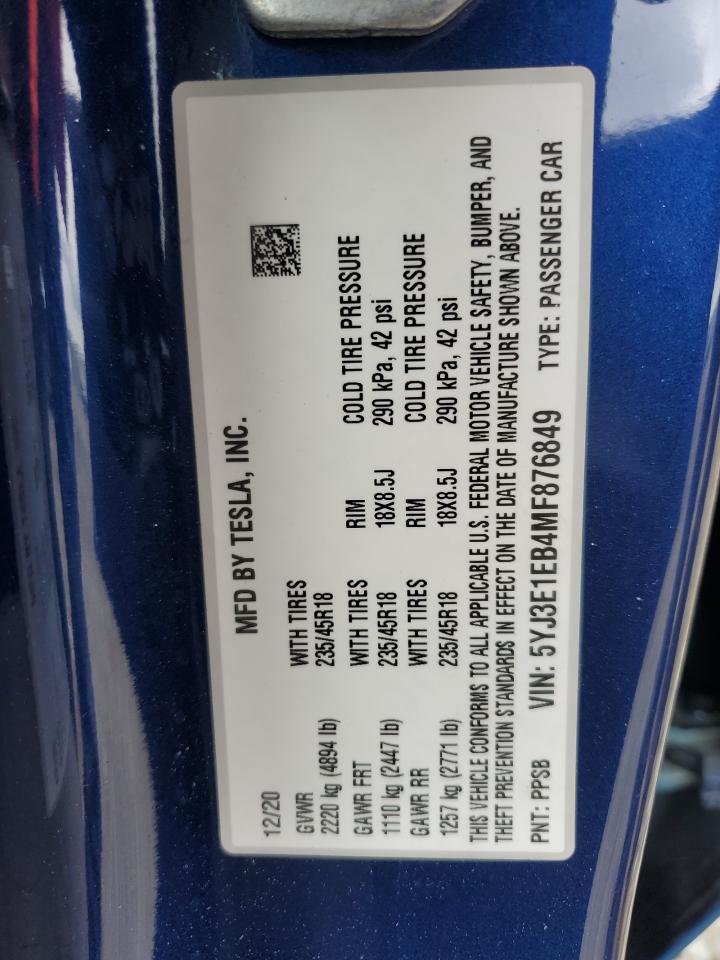 12/20 MFD BY TESLA, INC.
GVWR WITH TIRES
2220 kg (4894 lb) 235/45R18
GAWR FRT WITH TIRES RIM COLD TIRE PRESSURE
1110 kg (2447 lb) 235/45R18 18X8.5J 290 kPa, 42 psi
GAWR RR WITH TIRES RIM COLD TIRE PRESSURE
1257 kg (2771 lb) 235/45R18 18X8.5J 290 kPa, 42 psi
THIS VEHICLE CONFORMS TO ALL APPLICABLE U.S. FEDERAL MOTOR VEHICLE SAFETY, BUMPER, AND
THEFT PREVENTION STANDARDS IN EFFECT ON THE DATE OF MANUFACTURE SHOWN ABOVE.
PNT: PPSB VIN: 5YJ3E1EB4MF876849 TYPE: PASSENGER CAR